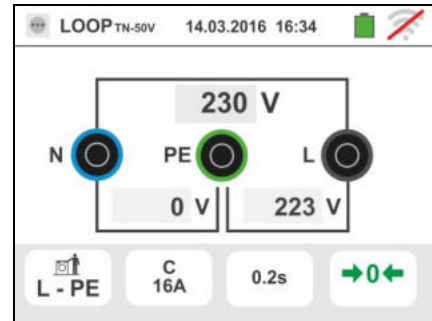 LOOP TN-50V 14.03.2016 16:34
230 V
N PE L
0 V 223 V
L - PE C 16A 0.2s →0←